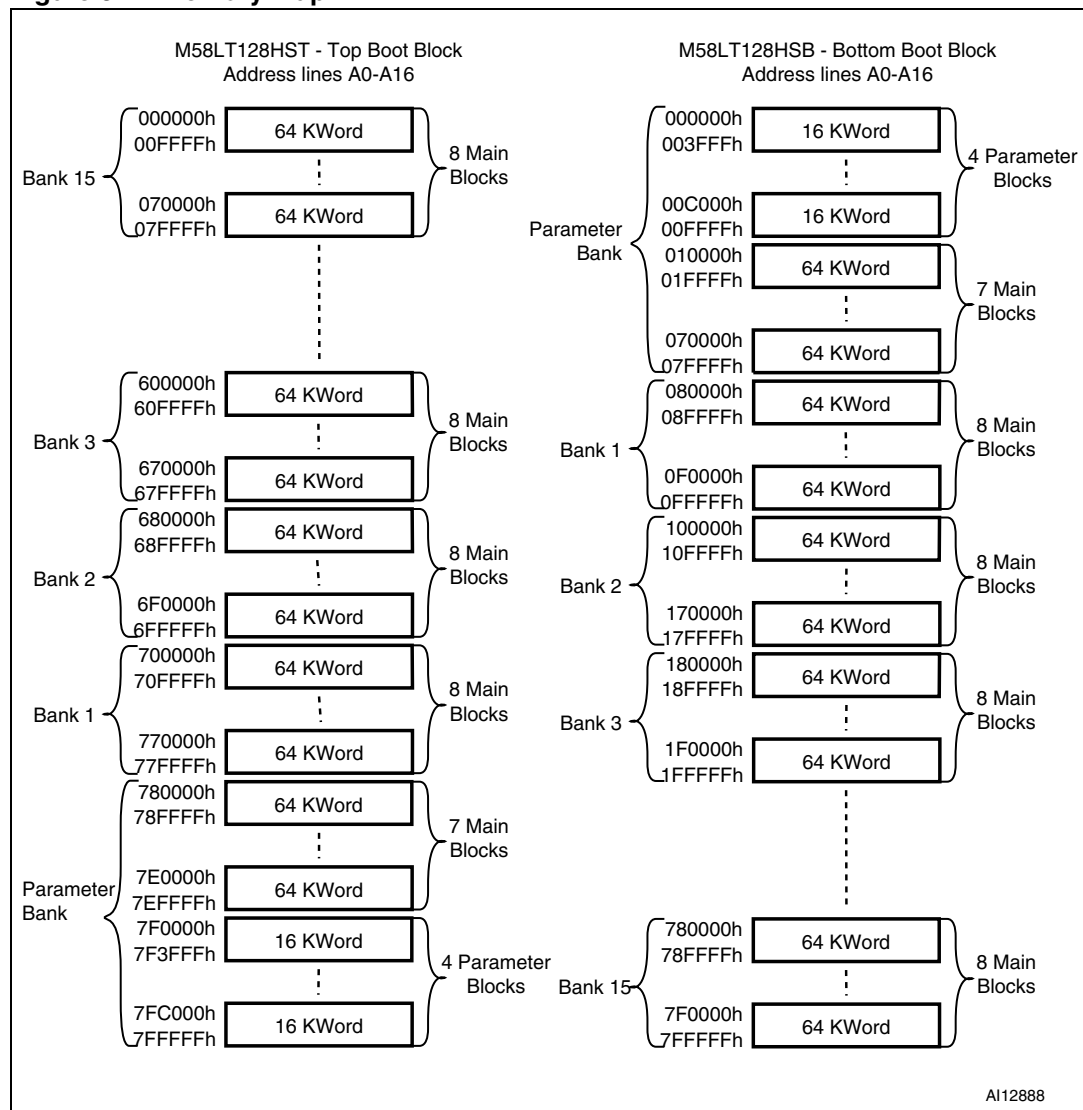 M58LT128HST - Top Boot Block
Address lines A0-A16
000000h
00FFFFh
64 KWord
Bank 15
8 Main
Blocks
070000h
07FFFFh
64 KWord
600000h
60FFFFh
64 KWord
Bank 3
8 Main
Blocks
670000h
67FFFFh
64 KWord
680000h
68FFFFh
64 KWord
Bank 2
8 Main
Blocks
6F0000h
6FFFFFh
64 KWord
700000h
70FFFFh
64 KWord
Bank 1
8 Main
Blocks
770000h
77FFFFh
64 KWord
780000h
78FFFFh
64 KWord
7 Main
Blocks
7E0000h
7EFFFFh
64 KWord
Parameter
Bank
7F0000h
7F3FFFh
16 KWord
4 Parameter
Blocks
7FC000h
7FFFFFh
16 KWord
M58LT128HSB - Bottom Boot Block
Address lines A0-A16
000000h
003FFFh
16 KWord
4 Parameter
Blocks
00C000h
00FFFFh
16 KWord
Parameter
Bank
010000h
01FFFFh
64 KWord
7 Main
Blocks
070000h
07FFFFh
64 KWord
080000h
08FFFFh
64 KWord
Bank 1
8 Main
Blocks
0F0000h
0FFFFFh
64 KWord
100000h
10FFFFh
64 KWord
Bank 2
8 Main
Blocks
170000h
17FFFFh
64 KWord
180000h
18FFFFh
64 KWord
Bank 3
8 Main
Blocks
1F0000h
1FFFFFh
64 KWord
780000h
78FFFFh
64 KWord
Bank 15
8 Main
Blocks
7F0000h
7FFFFFh
64 KWord
AI12888